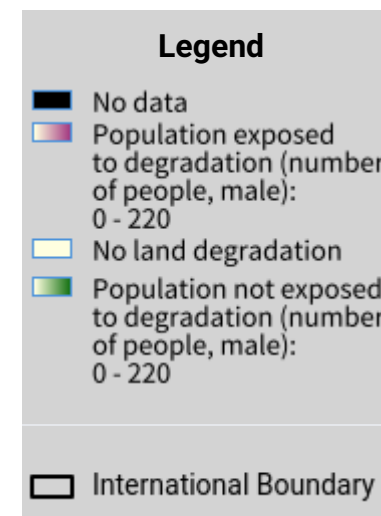 Legend
No data
Population exposed
to degradation (number
of people, male):
0 - 220
No land degradation
Population not exposed
to degradation (number
of people, male):
0 - 220
International Boundary